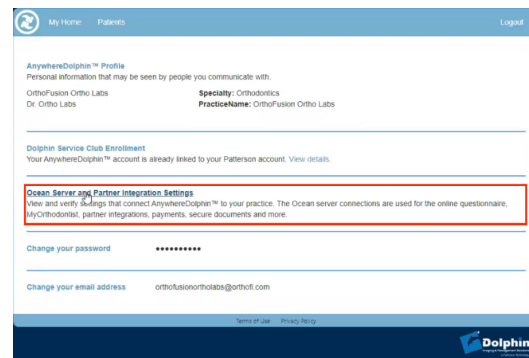 My Home Patients Logout
AnywhereDolphin™ Profile
Personal information that may be seen by people you communicate with.
OrthoFusion Ortho Labs Specialty: Orthodontics
Dr. Ortho Labs PracticeName: OrthoFusion Ortho Labs
Dolphin Service Club Enrollment
Your AnywhereDolphin™ account is already linked to your Patterson account. View details.
Ocean Server and Partner Integration Settings
View and verify settings that connect AnywhereDolphin™ to your practice. The Ocean server connections are used for the online questionnaire,
MyOrthodontist, partner integrations, payments, secure documents and more.
Change your password ••••••••••
Change your email address orthofusionortholabs@orthofi.com
Terms of Use Privacy Policy
Dolphin